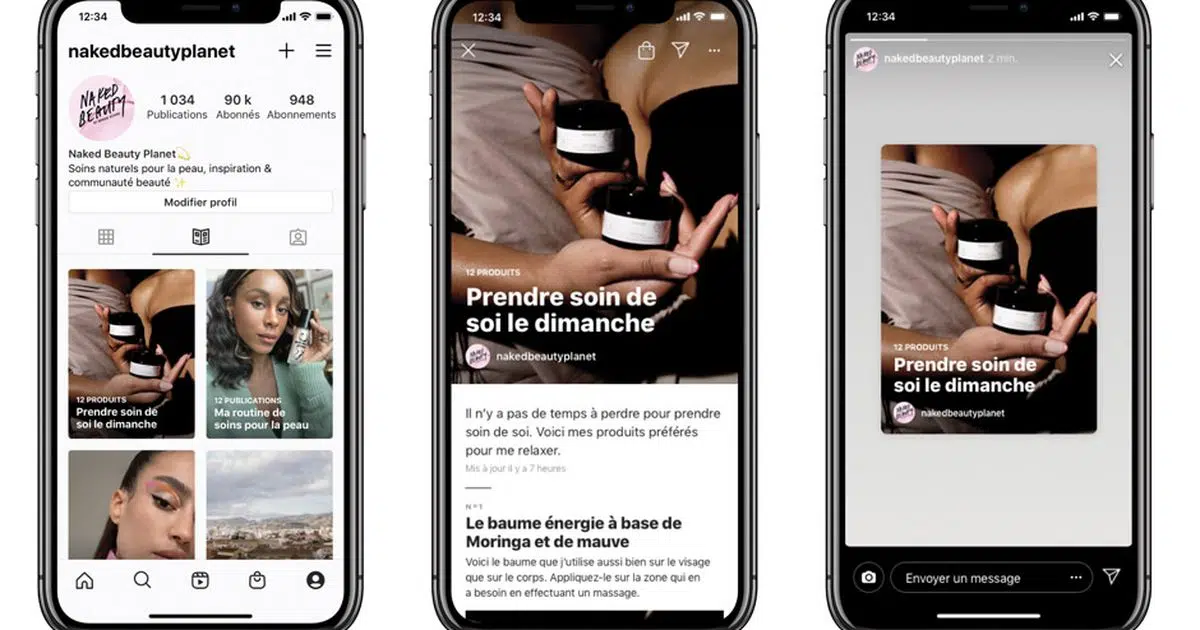 12:34
nakedbeautyplanet
NAKED
BEAUTY
1 034 90 k 948
Publications Abonnés Abonnements
Naked Beauty Planet
Soins naturels pour la peau, inspiration &
communauté beauté
Modifier profil
12 PRODUITS
Prendre soin de
soi le dimanche
12 PUBLICATIONS
Ma routine de
soins pour la peau
12:34
12 PRODUITS
Prendre soin de
soi le dimanche
nakedbeautyplanet
Il n'y a pas de temps à perdre pour prendre
soin de soi. Voici mes produits préférés
pour me relaxer.
Mis à jour il y a 7 heures
N°1
Le baume énergie à base de
Moringa et de mauve
Voici le baume que j'utilise aussi bien sur le visage
que sur le corps. Appliquez-le sur la zone qui en
a besoin en effectuant un massage.
12:34
nakedbeautyplanet 2 min.
12 PRODUITS
Prendre soin de
soi le dimanche
nakedbeautyplanet
Envoyer un message